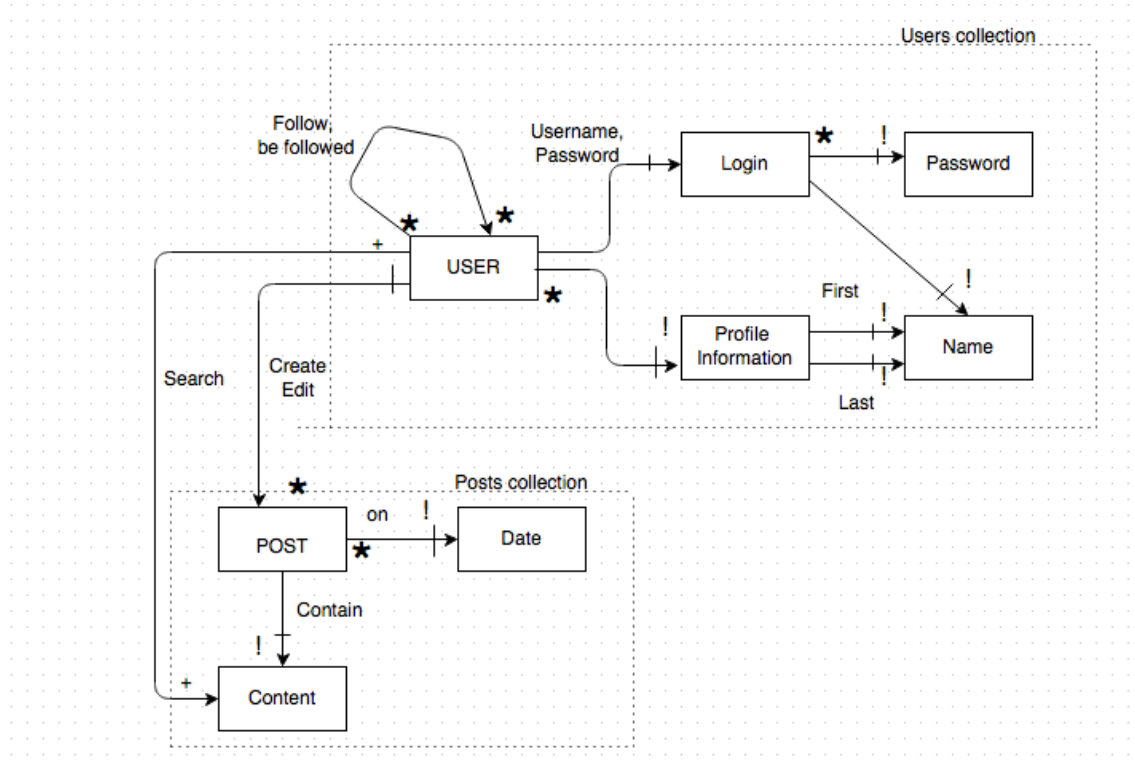 Users collection
Follow,
be followed
Username,
Password
*
!
Login
Password
*
*
+
USER
*
!
First
!
!
Profile
Information
Name
!
Last
Search
Create
Edit
*
Posts collection
on
!
POST
*
Date
Contain
!
+
Content